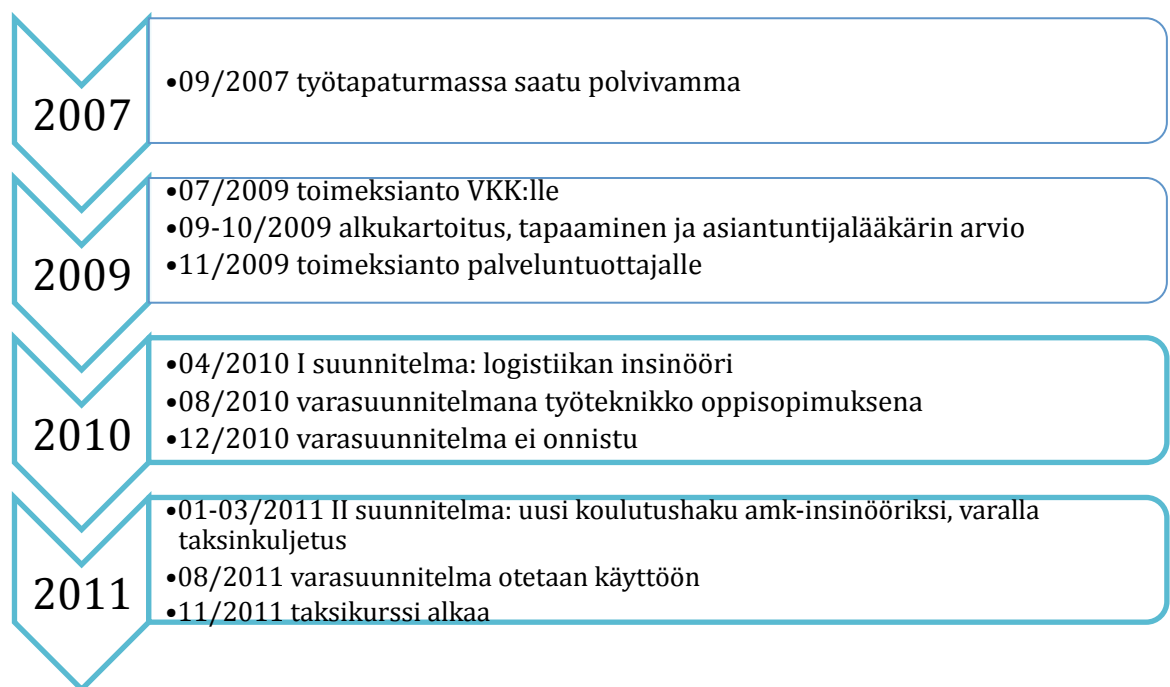 2007
•09/2007 työtapaturmassa saatu polvivamma
2009
•07/2009 toimeksianto VKK:lle
•09-10/2009 alkukartoitus, tapaaminen ja asiantuntijalääkärin arvio
•11/2009 toimeksianto palveluntuottajalle
2010
•04/2010 I suunnitelma: logistiikan insinööri
•08/2010 varasuunnitelmana työteknikko oppisopimuksena
•12/2010 varasuunnitelma ei onnistu
2011
•01-03/2011 II suunnitelma: uusi koulutushaku amk-insinööriksi, varalla
taksinkuljetus
•08/2011 varasuunnitelma otetaan käyttöön
•11/2011 taksikurssi alkaa